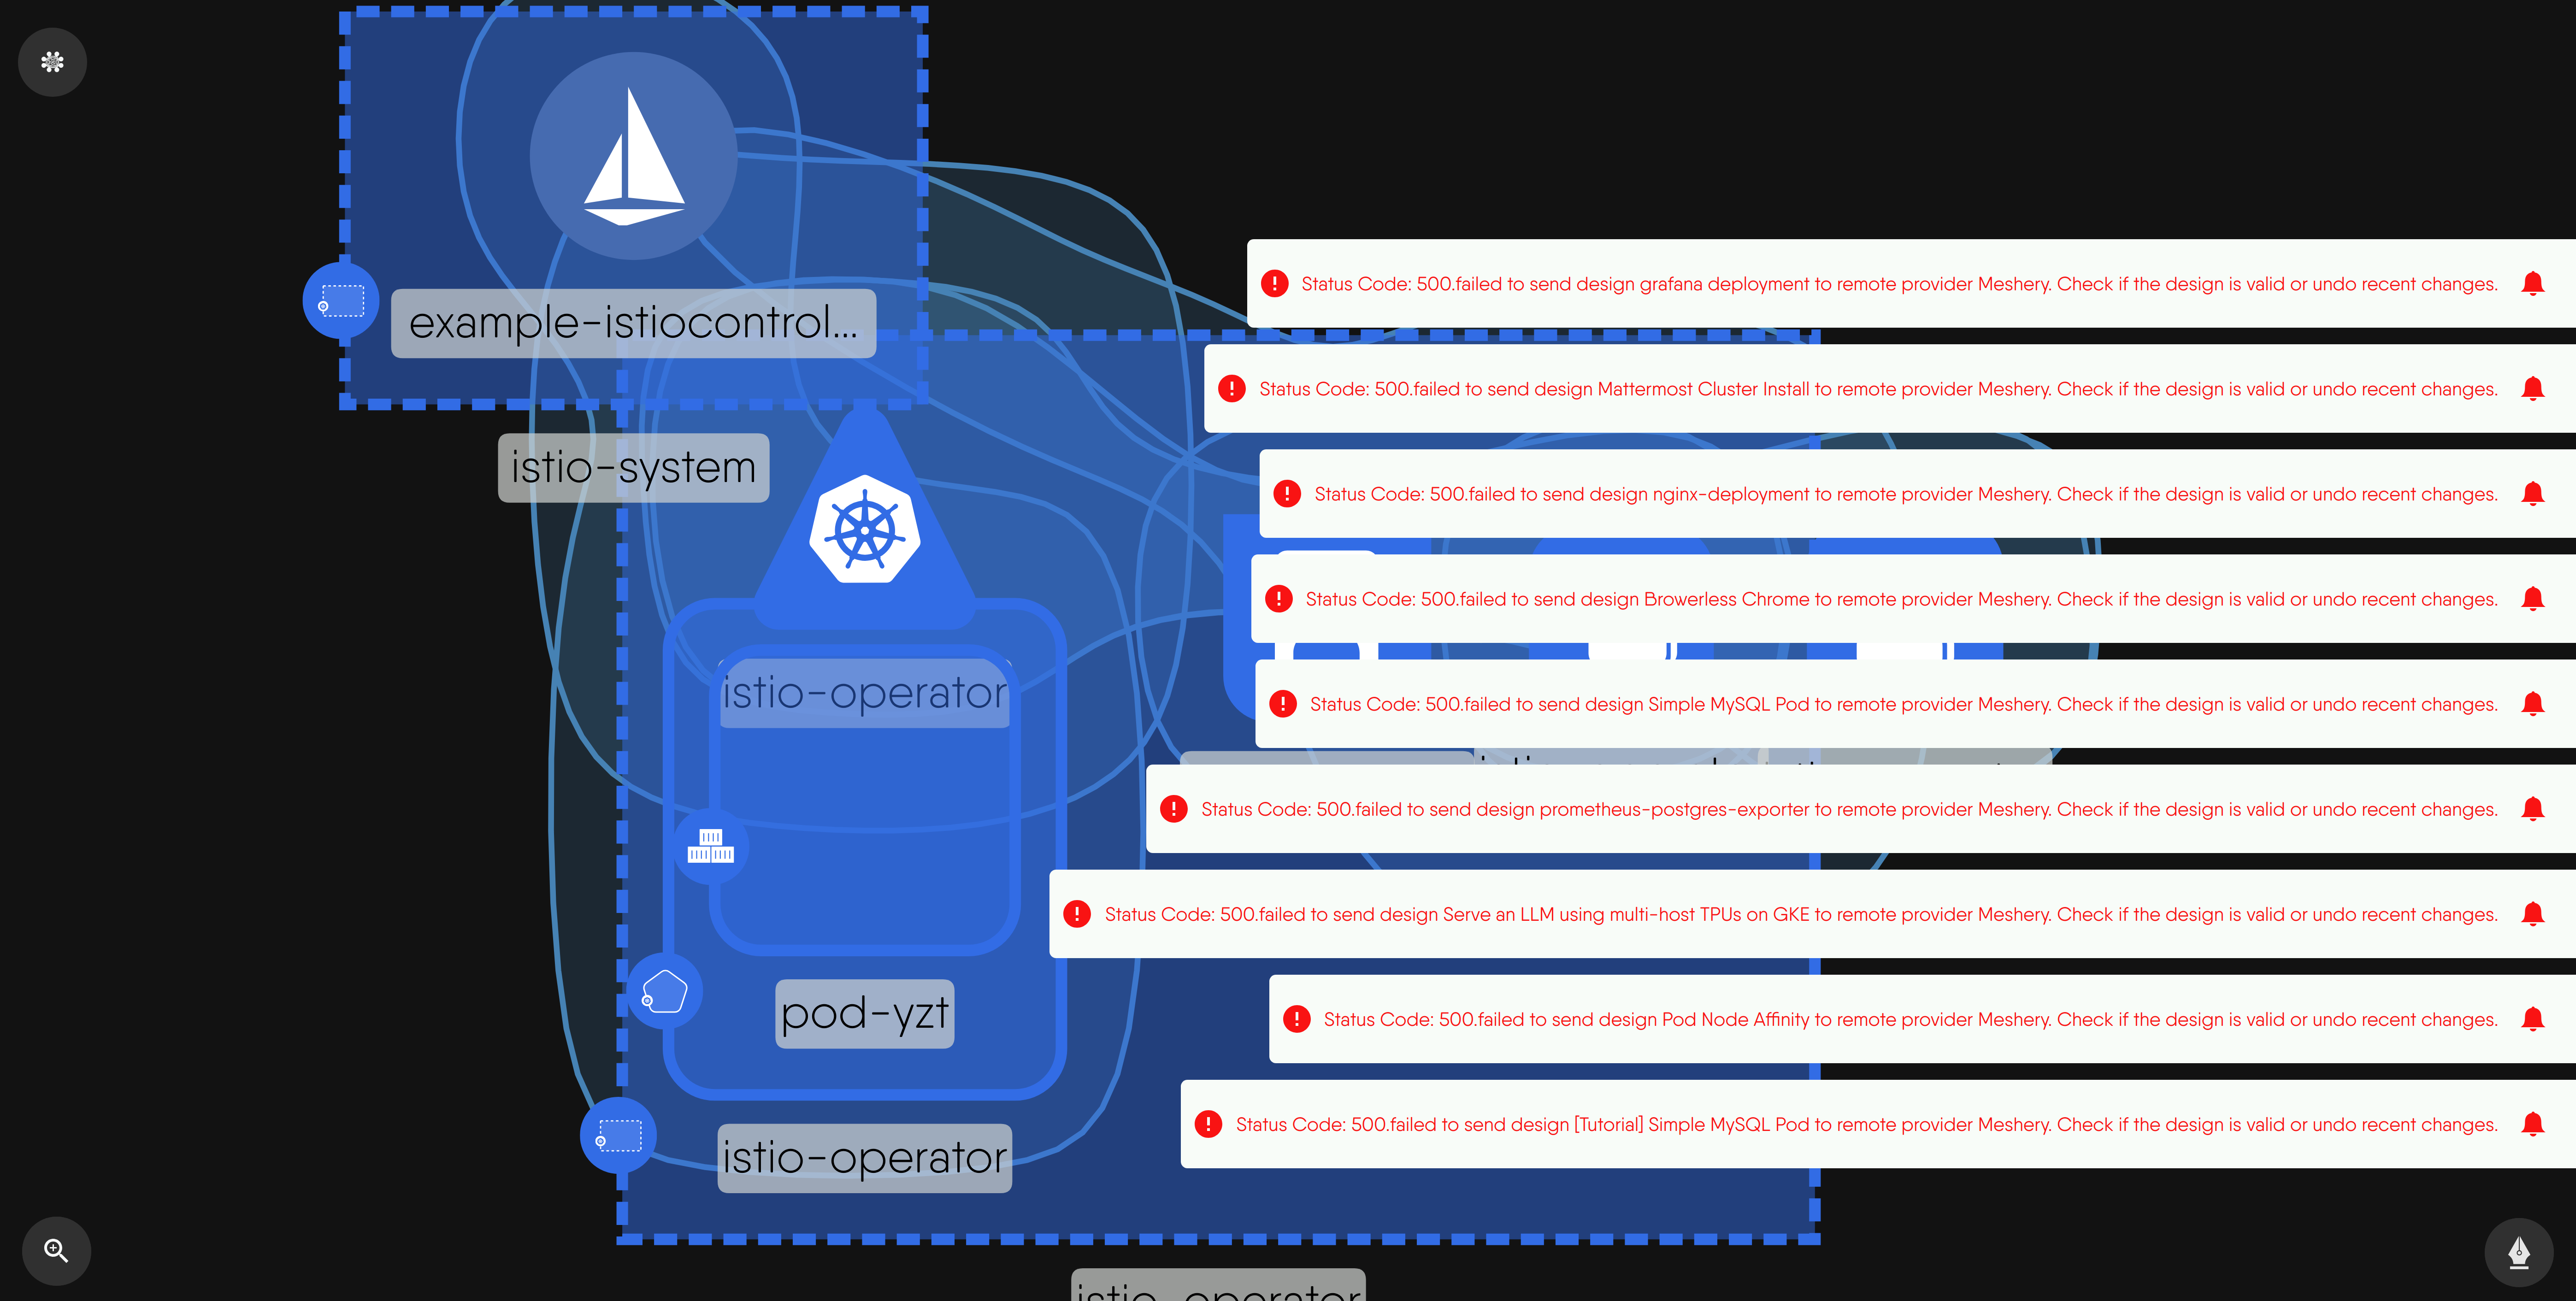 example-istiocontrol...
Status Code: 500.failed to send design grafana deployment to remote provider Meshery. Check if the design is valid or undo recent changes.
Status Code: 500.failed to send design Mattermost Cluster Install to remote provider Meshery. Check if the design is valid or undo recent changes.
istio-system
Status Code: 500.failed to send design nginx-deployment to remote provider Meshery. Check if the design is valid or undo recent changes.
Status Code: 500.failed to send design Browerless Chrome to remote provider Meshery. Check if the design is valid or undo recent changes.
istio-operator
Status Code: 500.failed to send design Simple MySQL Pod to remote provider Meshery. Check if the design is valid or undo recent changes.
Status Code: 500.failed to send design prometheus-postgres-exporter to remote provider Meshery. Check if the design is valid or undo recent changes.
Status Code: 500.failed to send design Serve an LLM using multi-host TPUs on GKE to remote provider Meshery. Check if the design is valid or undo recent changes.
pod-yzt
Status Code: 500.failed to send design Pod Node Affinity to remote provider Meshery. Check if the design is valid or undo recent changes.
Status Code: 500.failed to send design [Tutorial] Simple MySQL Pod to remote provider Meshery. Check if the design is valid or undo recent changes.
istio-operator
istio-operator